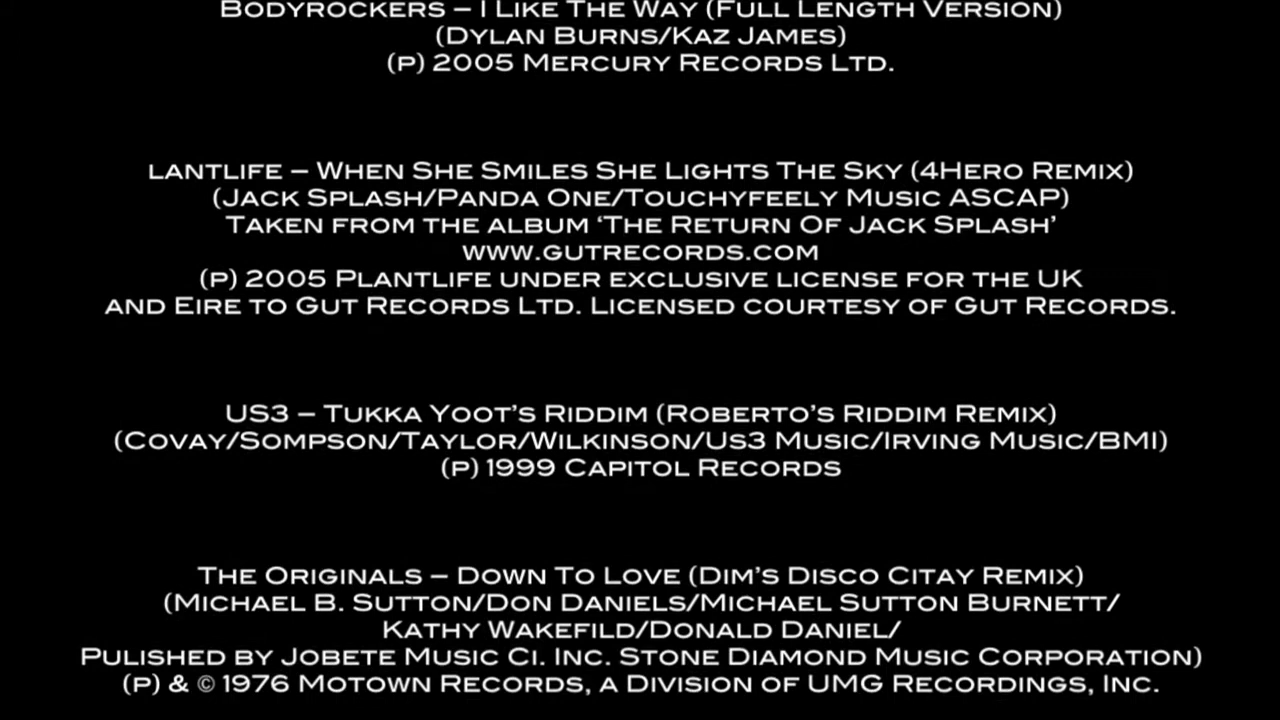 Bodyrockers – I Like The Way (Full Length Version)
(Dylan Burns/Kaz James)
(p) 2005 Mercury Records Ltd.
lantlife – When She Smiles She Lights The Sky (4Hero Remix)
(Jack Splash/Panda One/Touchyfeely Music ASCAP)
Taken from the album ‘The Return Of Jack Splash’
www.gutrecords.com
(p) 2005 Plantlife under exclusive license for the UK
and Eire to Gut Records Ltd. Licensed courtesy of Gut Records.
US3 – Tukka Yoot’s Riddim (Roberto’s Riddim Remix)
(Covay/Sompson/Taylor/Wilkinson/Us3 Music/Irving Music/BMI)
(p) 1999 Capitol Records
The Originals – Down To Love (Dim’s Disco Citay Remix)
(Michael B. Sutton/Don Daniels/Michael Sutton Burnett/
Kathy Wakefild/Donald Daniel/
Pulished by Jobete Music Ci. Inc. Stone Diamond Music Corporation)
(p) & © 1976 Motown Records, a Division of UMG Recordings, Inc.